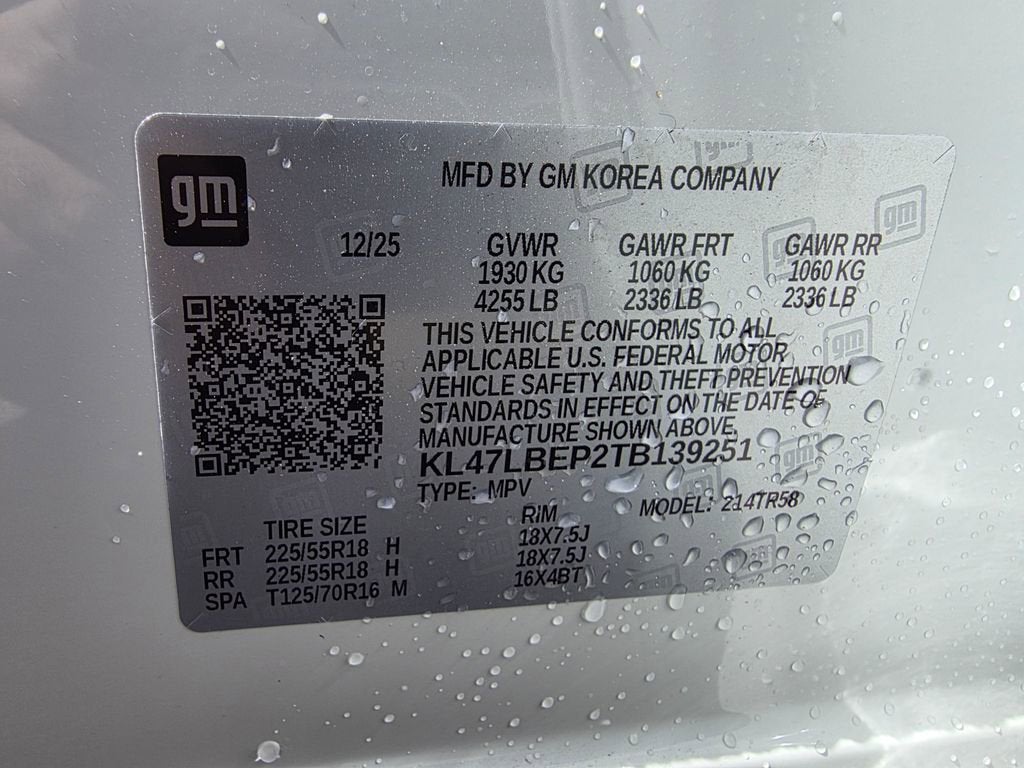 gm
MFD BY GM KOREA COMPANY
12/25 GVWR GAWR FRT GAWR RR
1930 KG 1060 KG 1060 KG
4255 LB 2336 LB 2336 LB
THIS VEHICLE CONFORMS TO ALL
APPLICABLE U.S. FEDERAL MOTOR
VEHICLE SAFETY AND THEFT PREVENTION
STANDARDS IN EFFECT ON THE DATE OF
MANUFACTURE SHOWN ABOVE.
KL47LBEP2TB139251
TYPE: MPV MODEL: 214TR58
TIRE SIZE RIM
FRT 225/55R18 H 18X7.5J
RR 225/55R18 H 18X7.5J
SPA T125/70R16 M 16X4BT